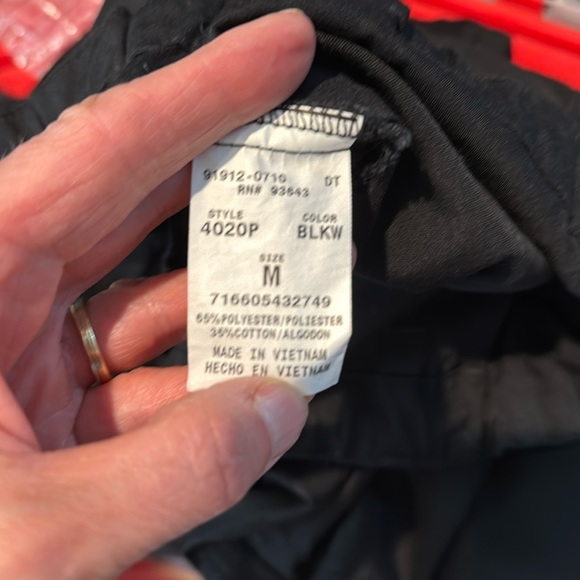 91912-0710 DT
RN# 93643
STYLE COLOR
4020P BLKW
SIZE
M
716605432749
65%POLYESTER/POLIESTER
35%COTTON/ALGODON
MADE IN VIETNAM
HECHO EN VIETNAM